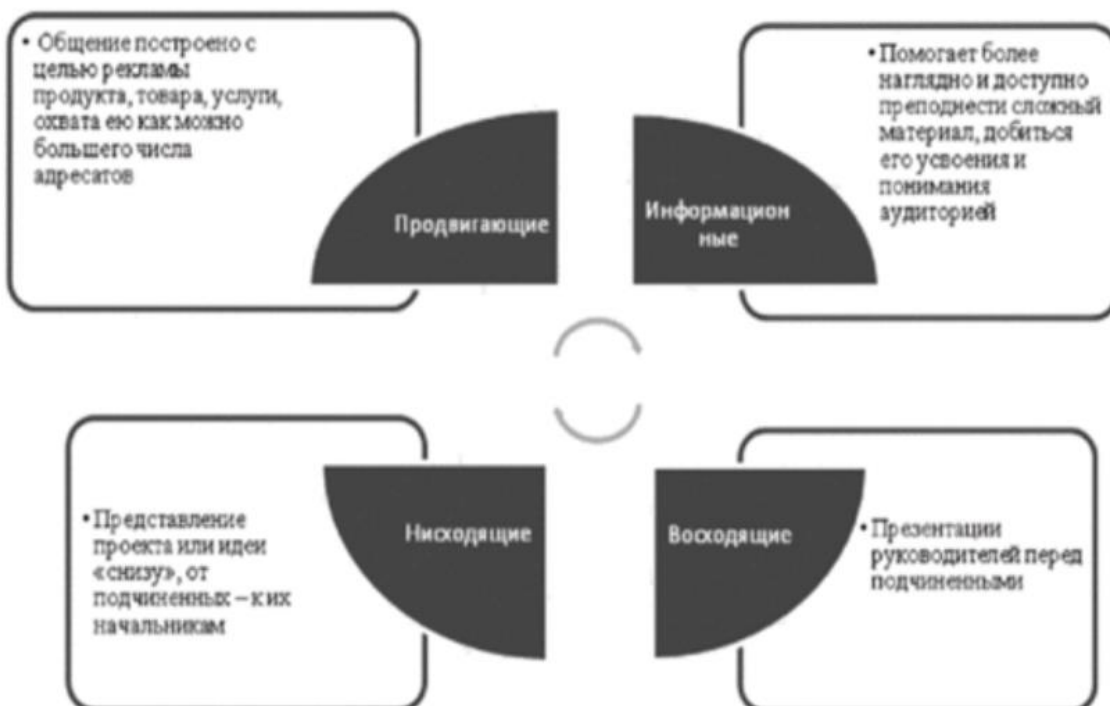 • Общение построено с
целью рекламы
продукта, товара, услуги,
охвата ею как можно
большего числа
адресатов
Продвигающие
Информацион
ные
• Помогает более
наглядно и доступно
преподнести сложный
материал, добиться
его усвоения и
понимания
аудиторией
• Представление
проекта или идеи
«снизу», от
подчиненных – к их
начальникам
Нисходящие
Восходящие
• Презентации
руководителей перед
подчиненными